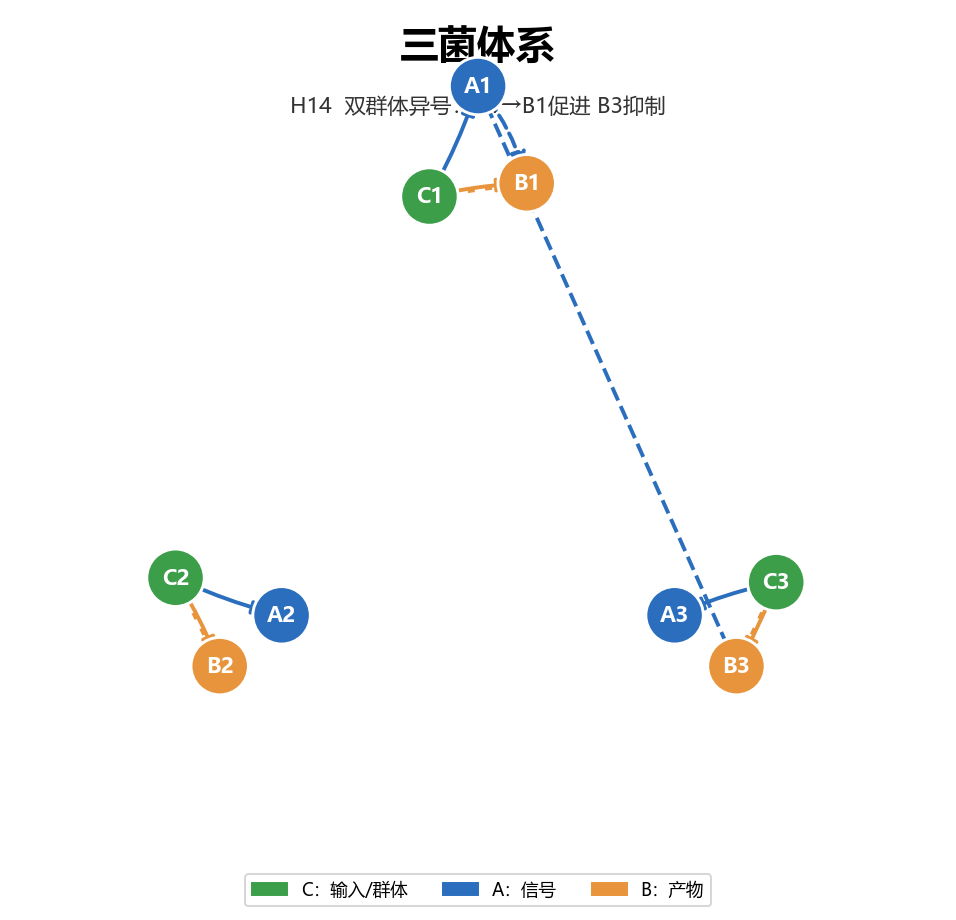 三菌体系
A1
H14 双群体异号: →B1促进 B3抑制
B1
C1
C2
C3
A2
A3
B2
B3
C: 输入/群体 A: 信号 B: 产物